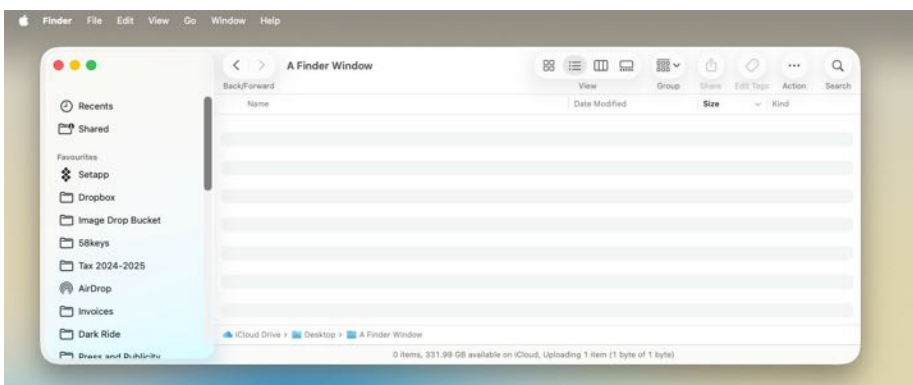 Finder File Edit View Go Window Help
A Finder Window
Back/Forward View Group Share Edit Tags Action Search
Name Date Modified Size Kind
Recents
Shared
Favourites
Setapp
Dropbox
Image Drop Bucket
58keys
Tax 2024-2025
AirDrop
Invoices
Dark Ride
Press and Publicity
iCloud Drive › Desktop › A Finder Window
0 items, 331.99 GB available on iCloud, Uploading 1 item (1 byte of 1 byte)